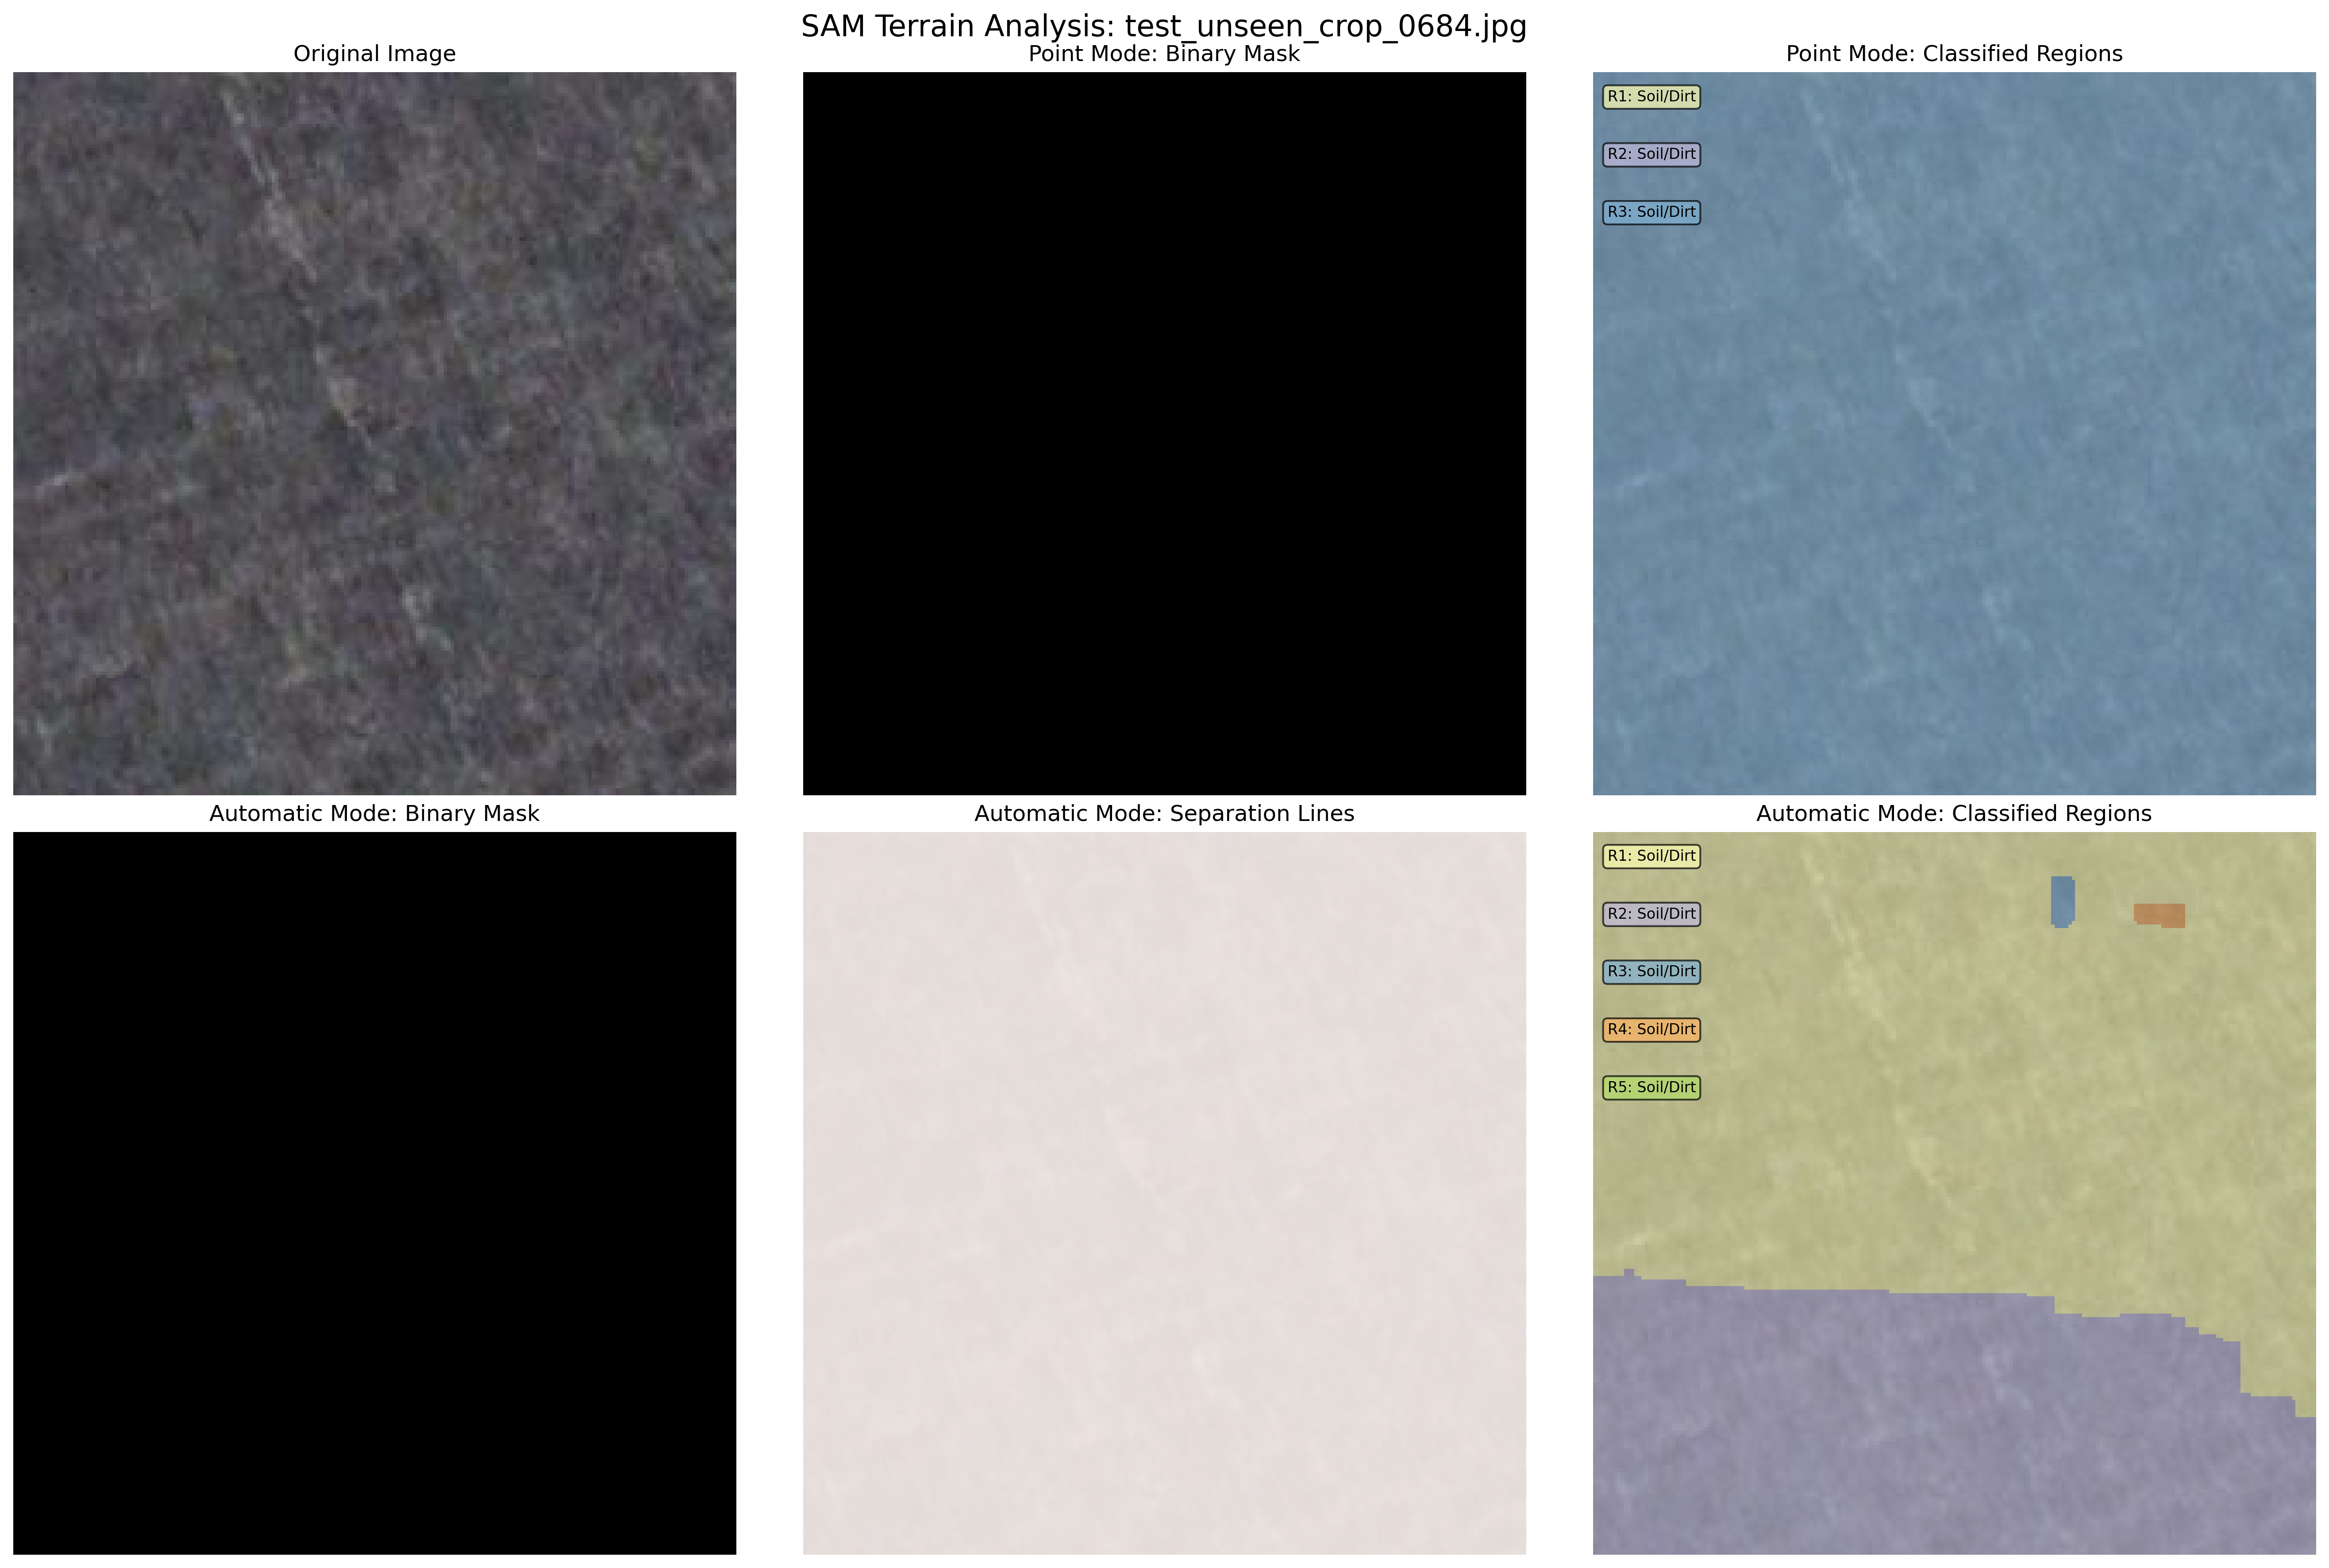 SAM Terrain Analysis: test_unseen_crop_0684.jpg
Original Image
Point Mode: Binary Mask
Point Mode: Classified Regions
R1: Soil/Dirt
R2: Soil/Dirt
R3: Soil/Dirt
Automatic Mode: Binary Mask
Automatic Mode: Separation Lines
Automatic Mode: Classified Regions
R1: Soil/Dirt
R2: Soil/Dirt
R3: Soil/Dirt
R4: Soil/Dirt
R5: Soil/Dirt